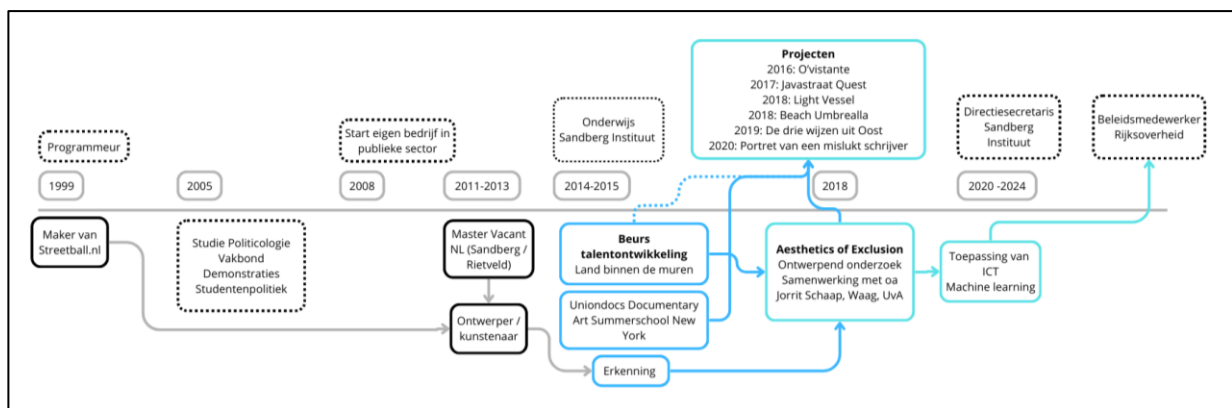 Projecten
2016: O'vistante
2017: Javastraat Quest
2018: Light Vessel
2018: Beach Umbrealla
2019: De drie wijzen uit Oost
2020: Portret van een mislukt schrijver
Programmeur
Start eigen bedrijf in
publieke sector
Onderwijs
Sandberg Instituut
Directiesecretaris
Sandberg
Instituut
Beleidsmedewerker
Rijksoverheid
1999
2005
2008
2011-2013
2014-2015
2018
2020 -2024
Maker van
Streetball.nl
Studie Politicologie
Vakbond
Demonstraties
Studentenpolitiek
Master Vacant
NL (Sandberg /
Rietveld)
Ontwerper /
kunstenaar
Beurs
talentontwikkeling
Land binnen de muren
Uniondocs Documentary
Art Summerschool New
York
Erkenning
Aesthetics of Exclusion
Ontwerpend onderzoek
Samenwerking met oa
Jorrit Schaap, Waag, UvA
Toepassing van
ICT
Machine learning